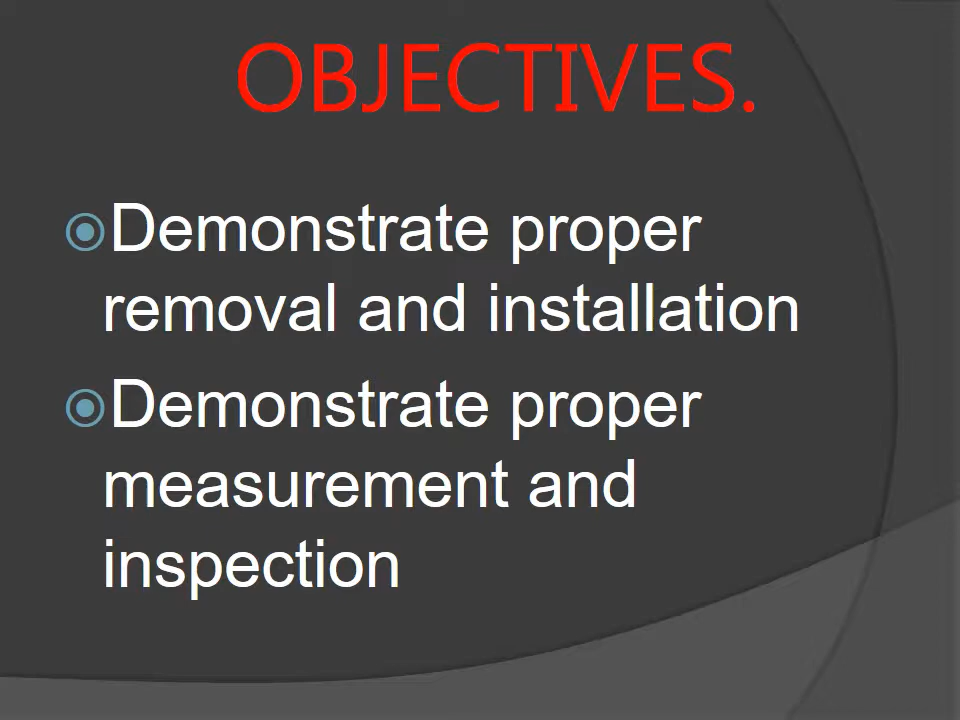 OBJECTIVES.
Demonstrate proper
removal and installation
Demonstrate proper
measurement and
inspection